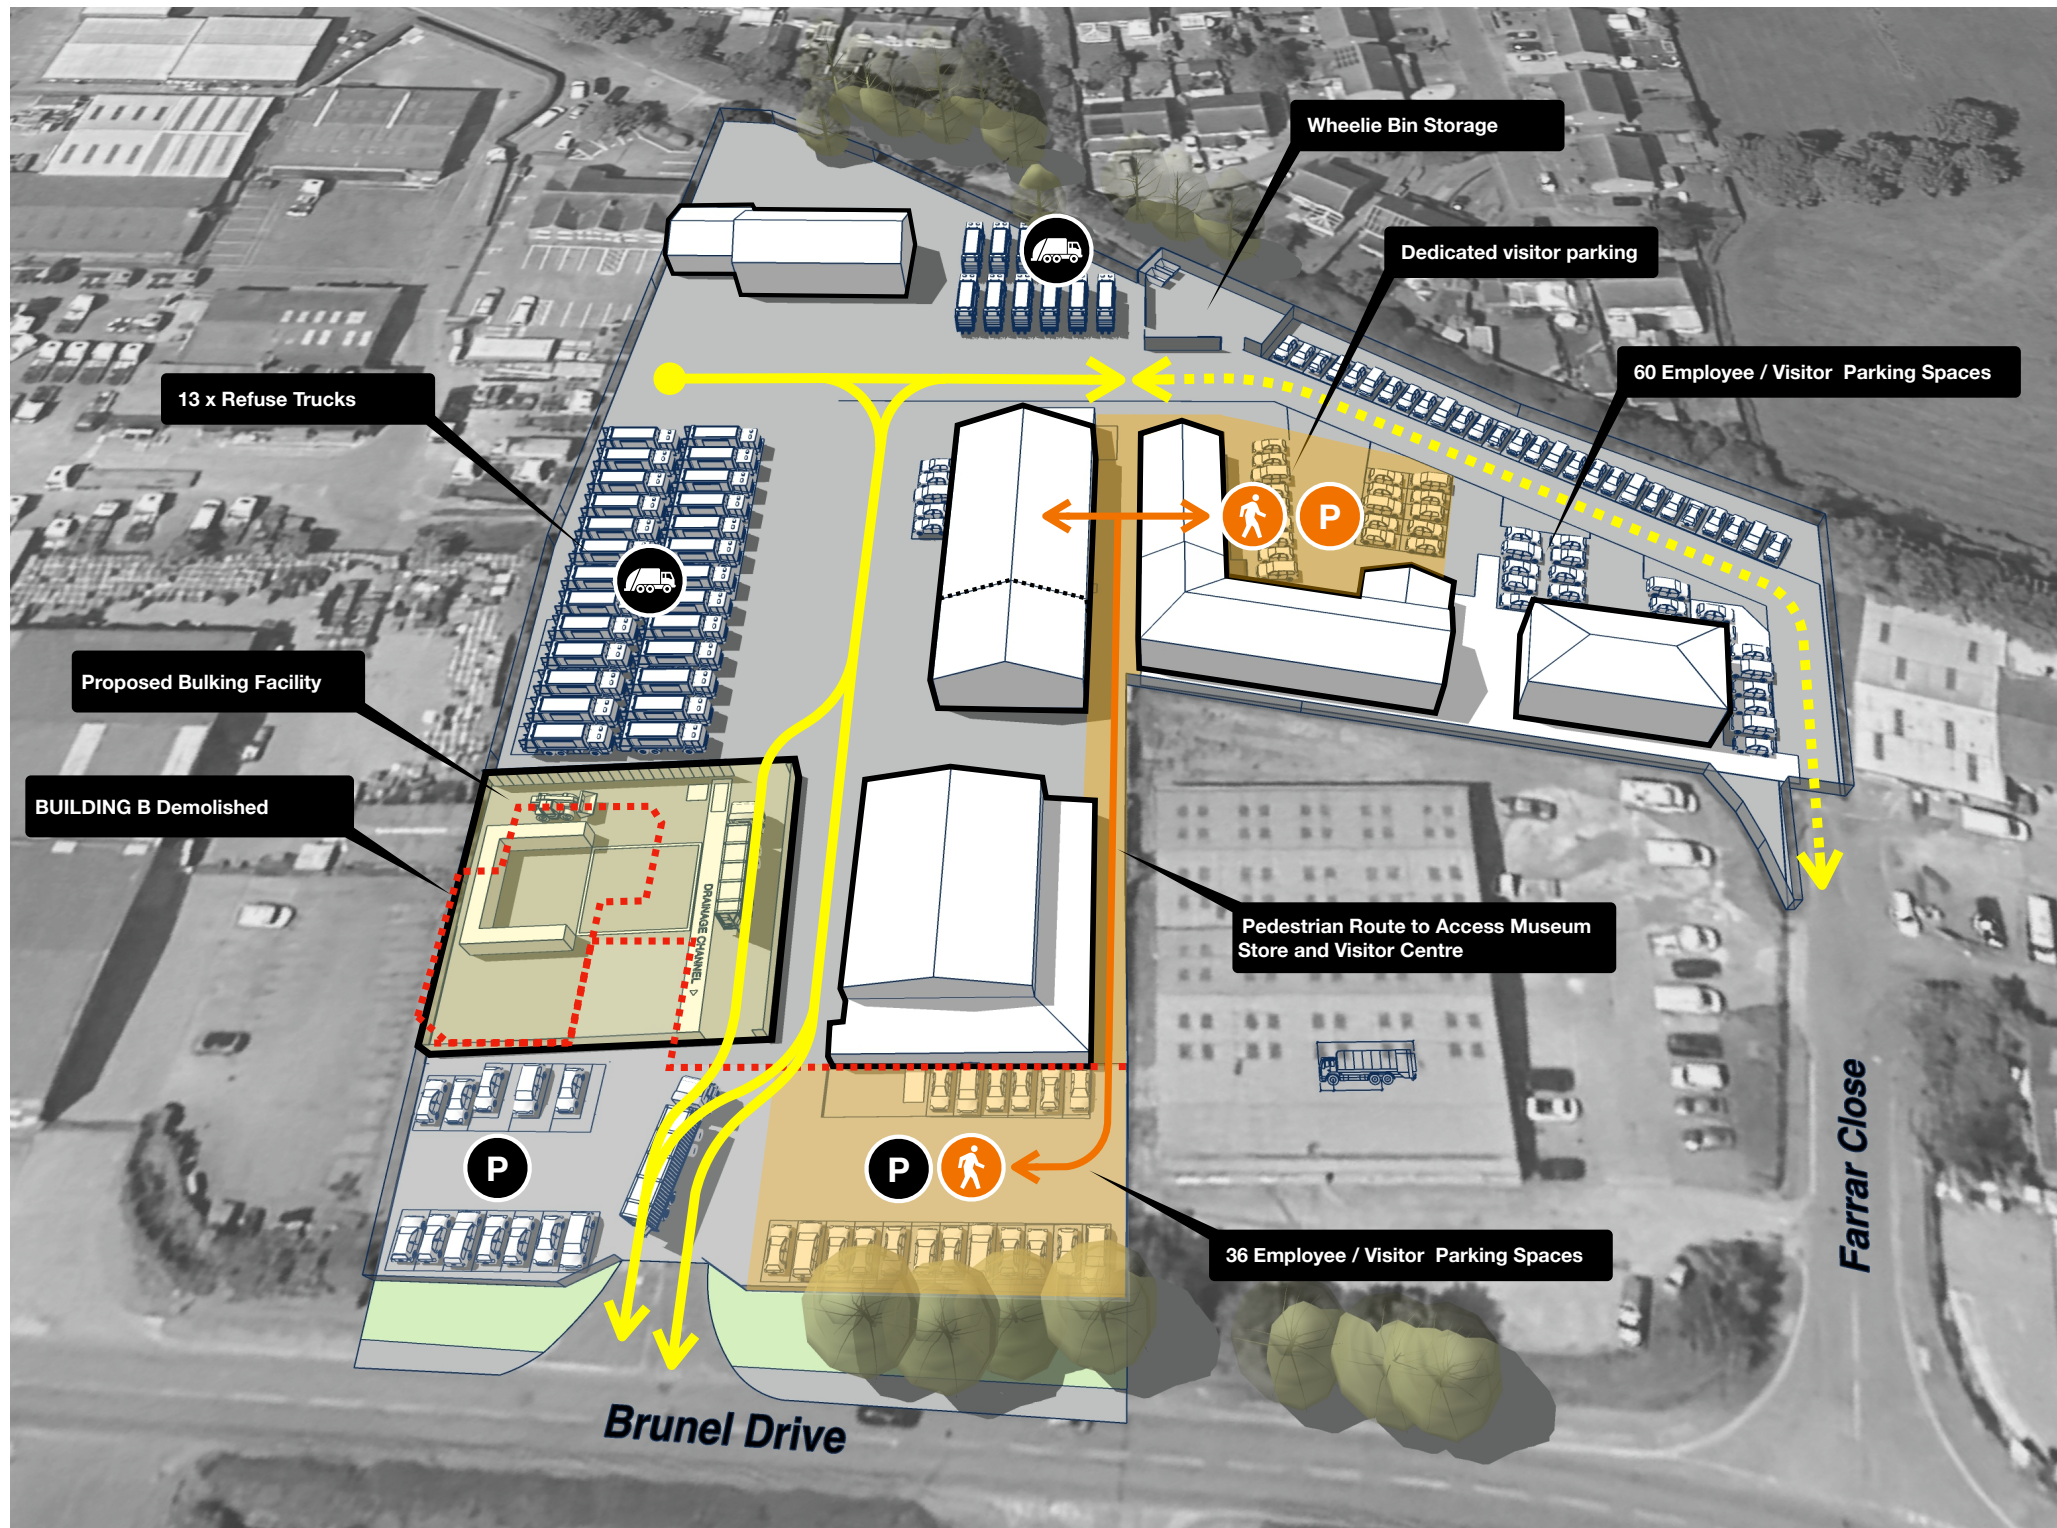 Wheelie Bin Storage
Dedicated visitor parking
60 Employee / Visitor Parking Spaces
13 x Refuse Trucks
P
Proposed Bulking Facility
BUILDING B Demolished
DRAINAGE CHANNEL
Pedestrian Route to Access Museum
Store and Visitor Centre
P
P
36 Employee / Visitor Parking Spaces
Farrar Close
Brunel Drive